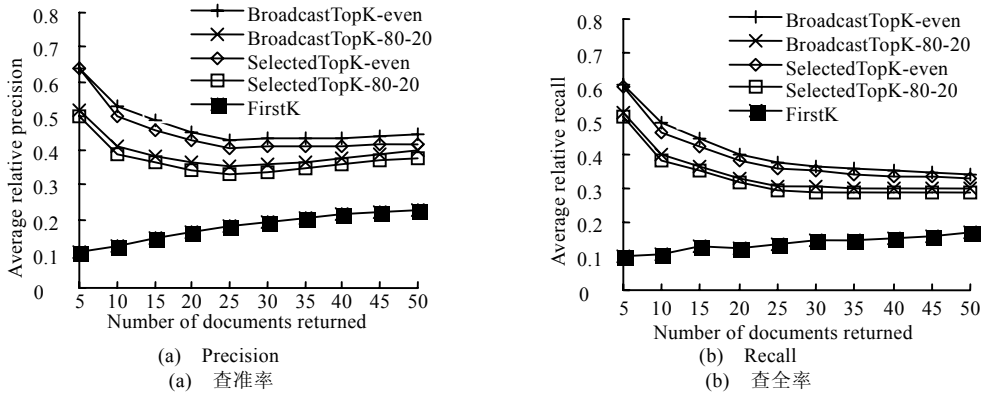 0.8
0.7
0.6
0.5
0.4
0.3
0.2
0.1
0
Average relative precision
BroadcastTopK-even
BroadcastTopK-80-20
SelectedTopK-even
SelectedTopK-80-20
FirstK
5 10 15 20 25 30 35 40 45 50
Number of documents returned
(a) Precision
(a) 查准率
0.8
0.7
0.6
0.5
0.4
0.3
0.2
0.1
0
Average relative recall
BroadcastTopK-even
BroadcastTopK-80-20
SelectedTopK-even
SelectedTopK-80-20
FirstK
5 10 15 20 25 30 35 40 45 50
Number of documents returned
(b) Recall
(b) 查全率